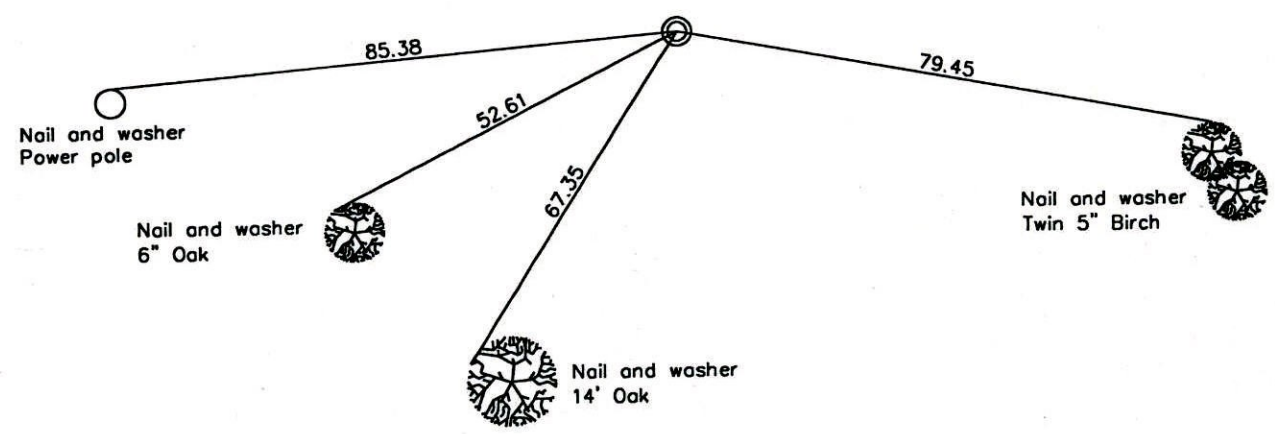 85.38
79.45
52.61
67.35
Nail and washer
Power pole
Nail and washer
6" Oak
Nail and washer
Twin 5" Birch
Nail and washer
14' Oak